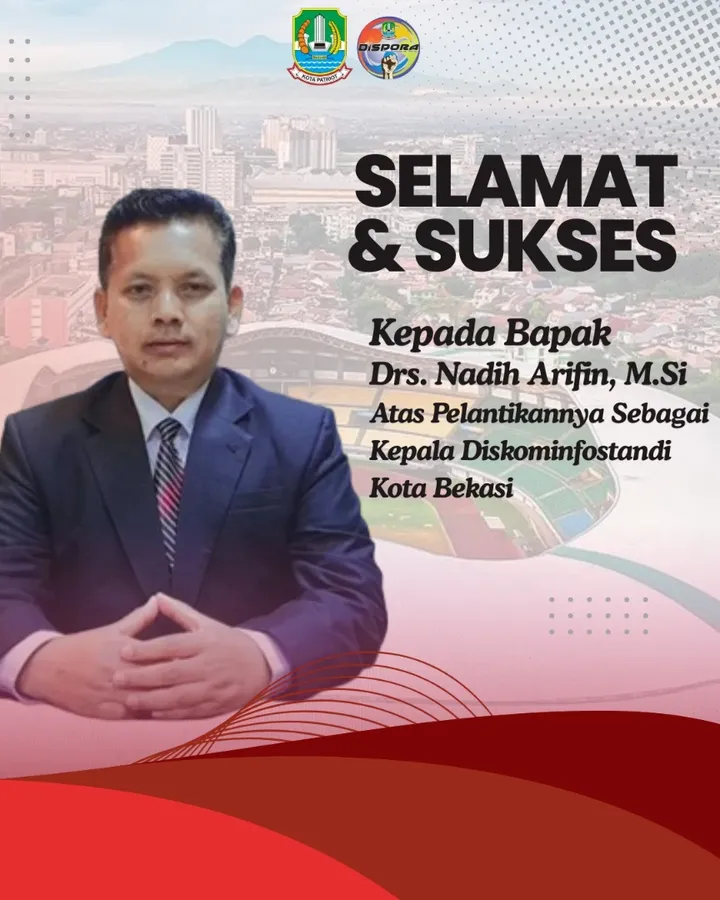 KOTA PATRIOT
DISPORA
SELAMAT
& SUKSES
Kepada Bapak
Drs. Nadih Arifin, M.Si
Atas Pelantikannya Sebagai
Kepala Diskominfostandi
Kota Bekasi